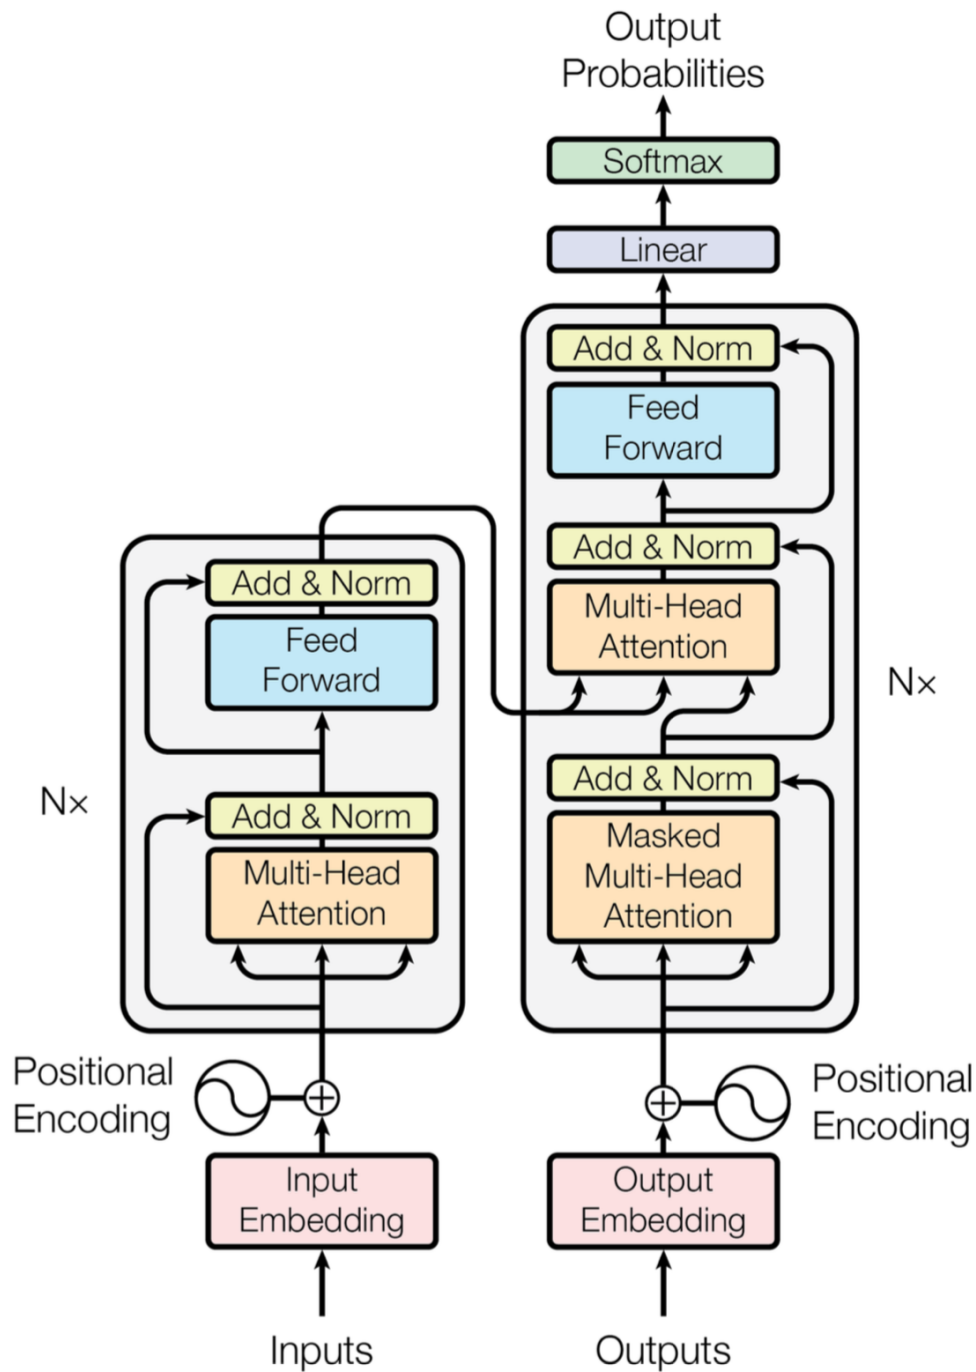 Output
Probabilities
Softmax
Linear
Add & Norm
Feed
Forward
Add & Norm
Multi-Head
Attention
Add & Norm
Masked
Multi-Head
Attention
N×
Add & Norm
Feed
Forward
Add & Norm
Multi-Head
Attention
N×
Positional
Encoding
Positional
Encoding
Input
Embedding
Output
Embedding
Inputs
Outputs